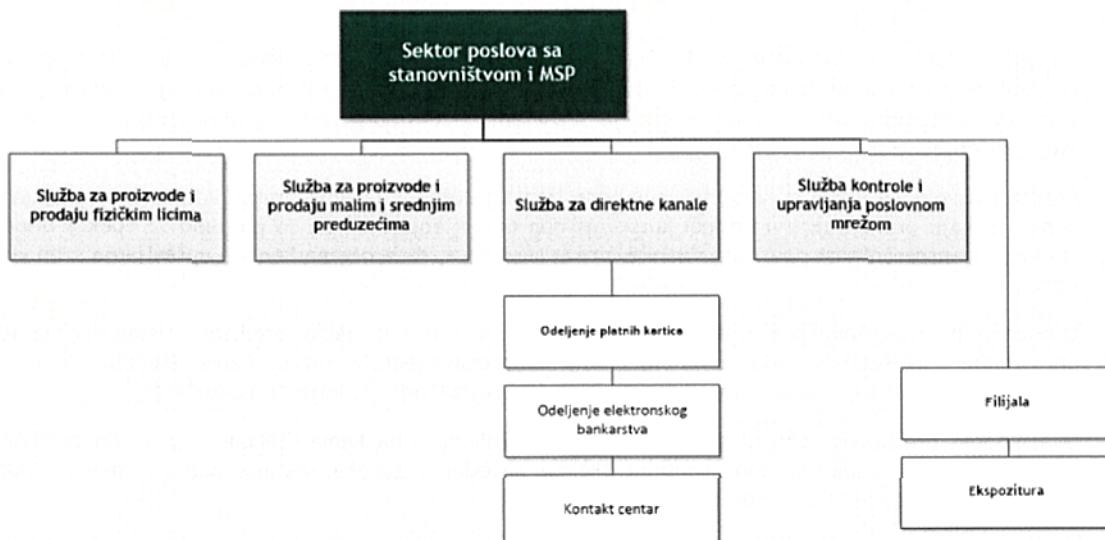 Sektor poslova sa
stanovništvom i MSP
Služba za proizvode i
prodaju fizičkim licima
Služba za proizvode i
prodaju malim i srednjim
preduzećima
Služba za direktne kanale
Služba kontrole i
upravljanja poslovnom
mrežom
Odeljenje platnih kartica
Odeljenje elektronskog
bankarstva
Kontakt centar
Filijala
Ekspozitura